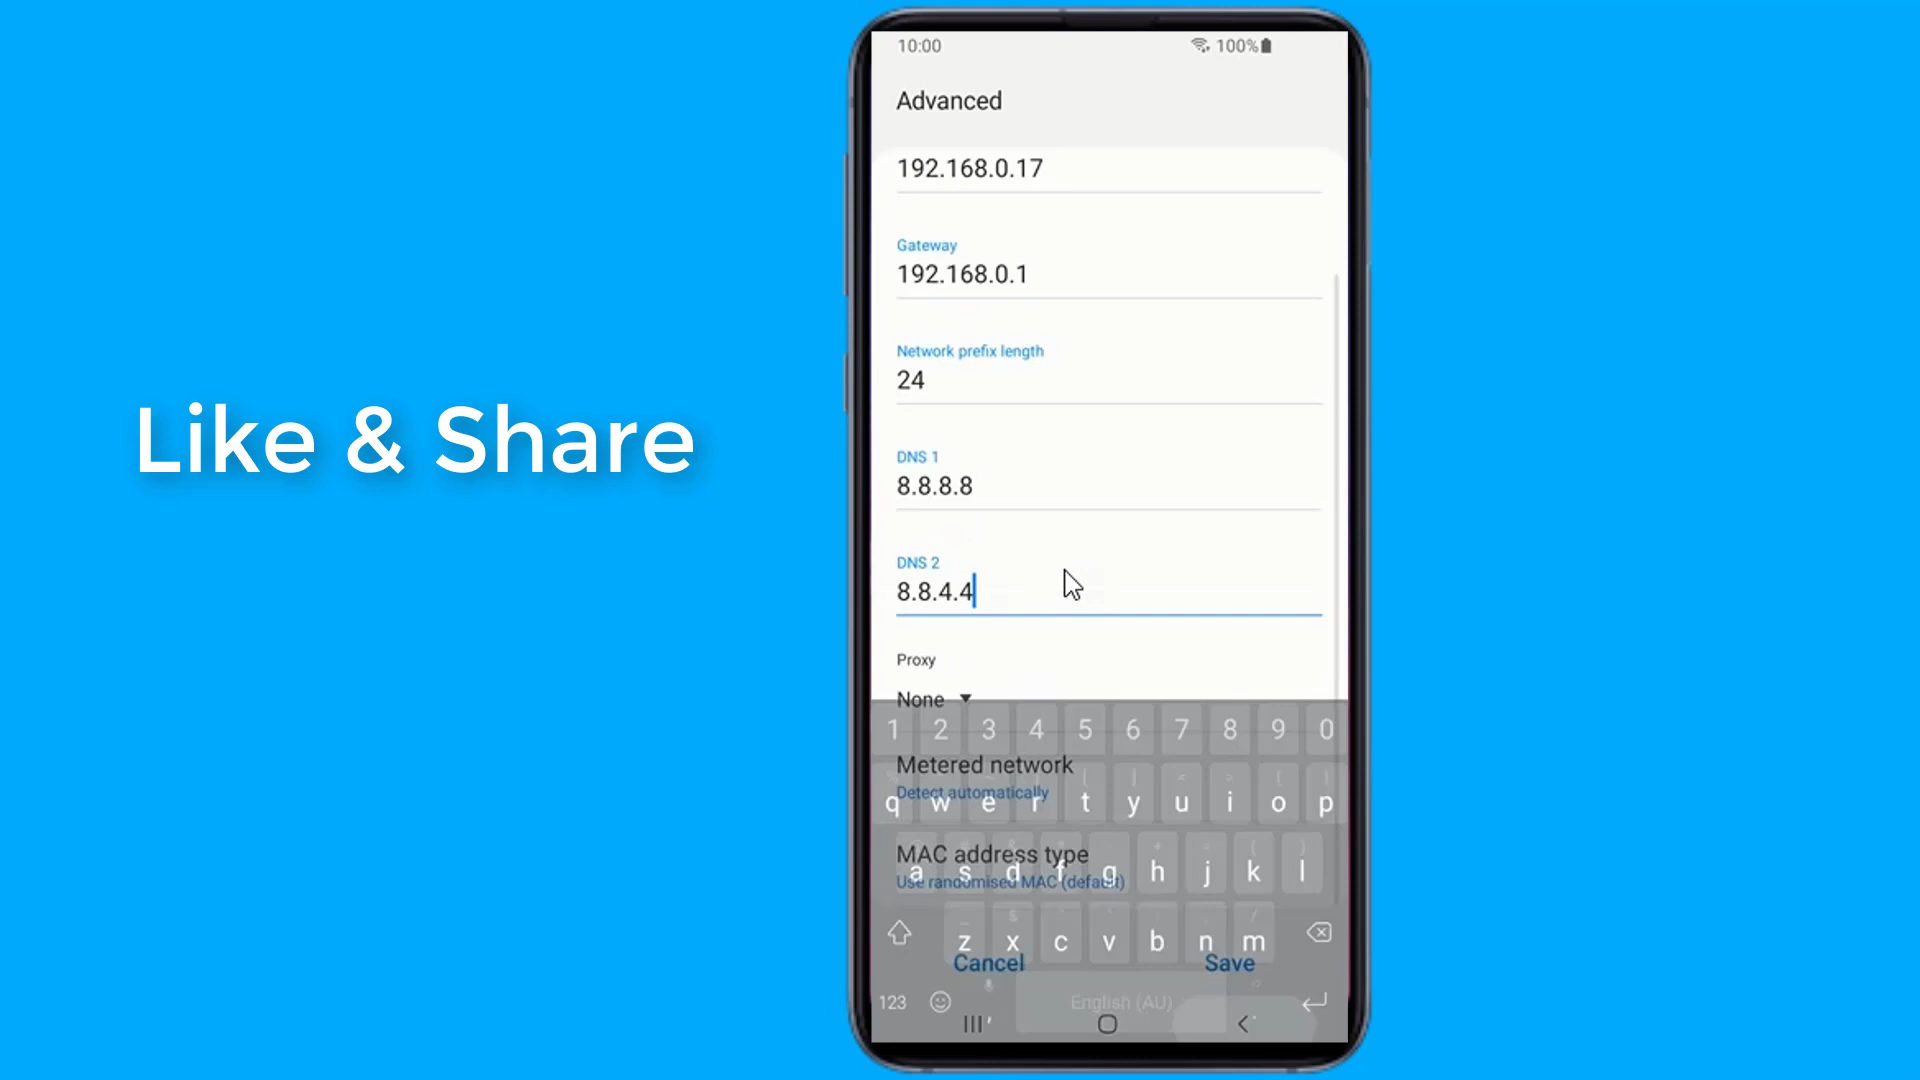 10:00
100%
Advanced
192.168.0.17
Gateway
192.168.0.1
Network prefix length
24
Like & Share
DNS 1
8.8.8.8
DNS 2
8.8.4.4
Proxy
None
1 2 3 4 5 6 7 8 9 0
Metered network
Detect automatically
q w e r t y u i o p
MAC address type
Use randomised MAC (default)
a s d f g h j k l
z x c v b n m
Cancel Save
123 English (AU)